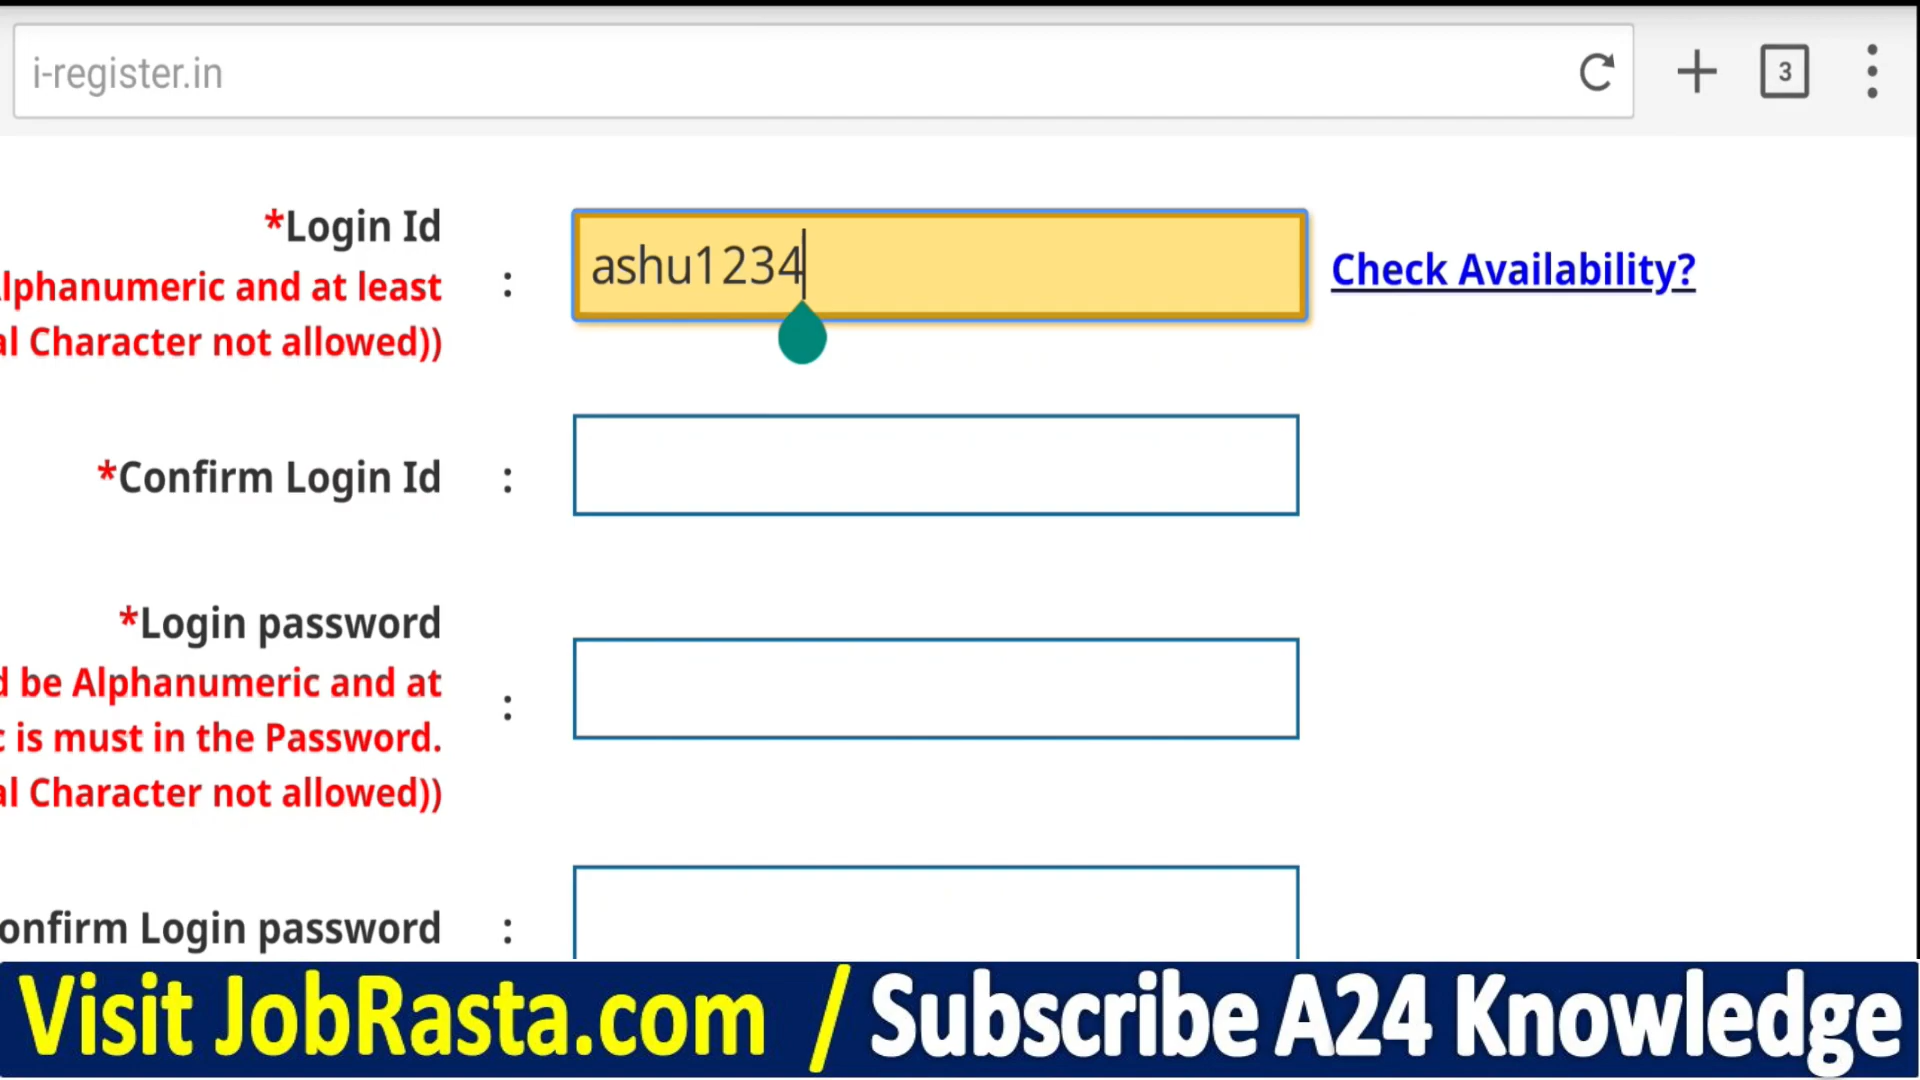 i-register.in
3
*Login Id
lphanumeric and at least
al Character not allowed))
:
ashu1234
Check Availability?
*Confirm Login Id :
*Login password
d be Alphanumeric and at
c is must in the Password.
al Character not allowed))
:
onfirm Login password :
Visit JobRasta.com / Subscribe A24 Knowledge